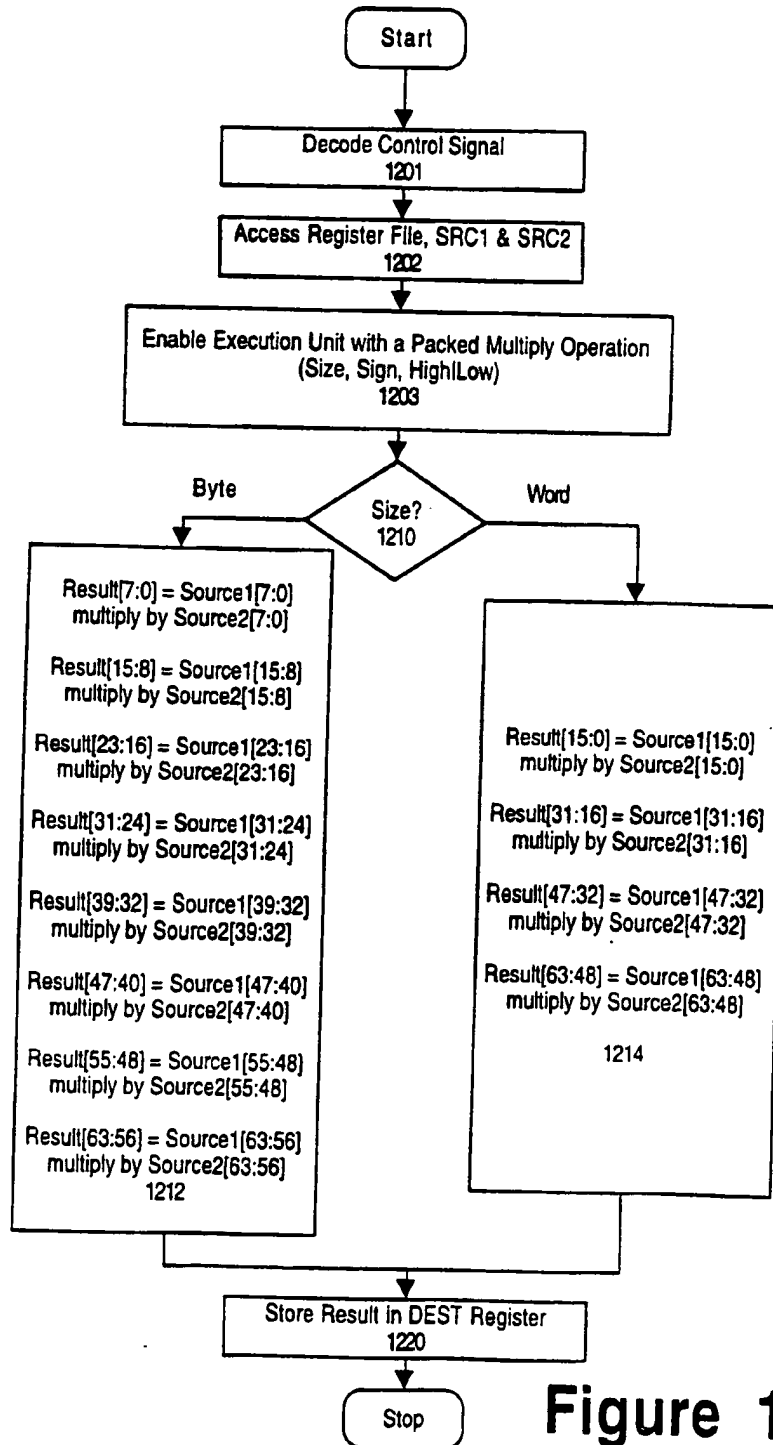 Start
Decode Control Signal
1201
Access Register File, SRC1 & SRC2
1202
Enable Execution Unit with a Packed Multiply Operation
(Size, Sign, High|Low)
1203
Size?
1210
Byte
Word
Result[7:0] = Source1[7:0]
multiply by Source2[7:0]
Result[15:8] = Source1[15:8]
multiply by Source2[15:8]
Result[23:16] = Source1[23:16]
multiply by Source2[23:16]
Result[31:24] = Source1[31:24]
multiply by Source2[31:24]
Result[39:32] = Source1[39:32]
multiply by Source2[39:32]
Result[47:40] = Source1[47:40]
multiply by Source2[47:40]
Result[55:48] = Source1[55:48]
multiply by Source2[55:48]
Result[63:56] = Source1[63:56]
multiply by Source2[63:56]
1212
Result[15:0] = Source1[15:0]
multiply by Source2[15:0]
Result[31:16] = Source1[31:16]
multiply by Source2[31:16]
Result[47:32] = Source1[47:32]
multiply by Source2[47:32]
Result[63:48] = Source1[63:48]
multiply by Source2[63:48]
1214
Store Result in DEST Register
1220
Stop
Figure 1